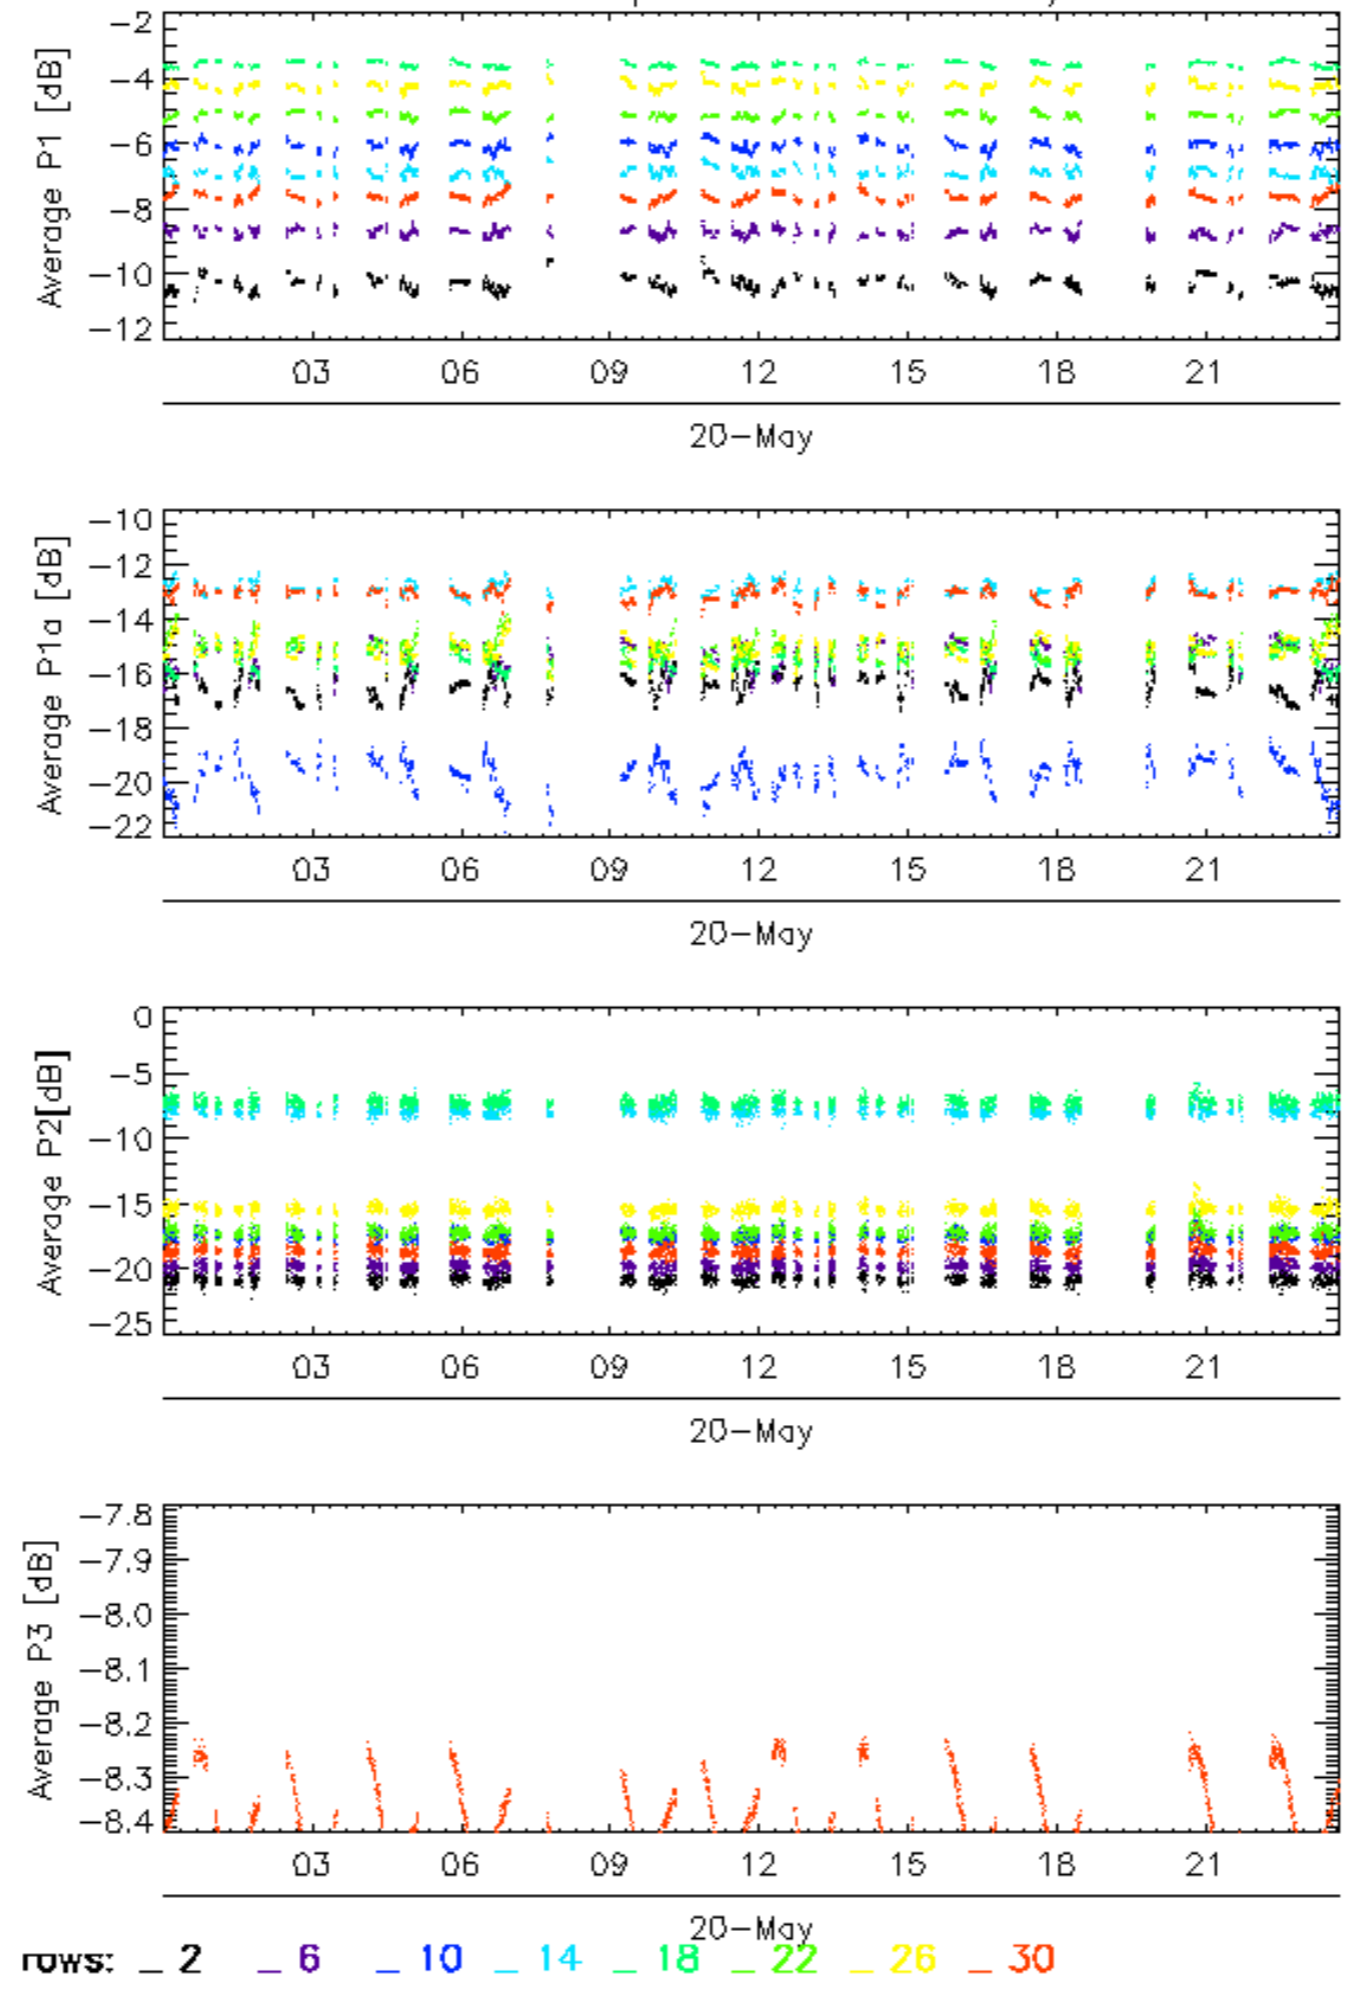 Average P1 [dB]
-2
-4
-6
-8
-10
-12
03 06 09 12 15 18 21
20-May
Average P1a [dB]
-10
-12
-14
-16
-18
-20
-22
03 06 09 12 15 18 21
20-May
Average P2[dB]
0
-5
-10
-15
-20
-25
03 06 09 12 15 18 21
20-May
Average P3 [dB]
-7.8
-7.9
-8.0
-8.1
-8.2
-8.3
-8.4
03 06 09 12 15 18 21
20-May
rows: _ 2 _ 6 _ 10 _ 14 _ 18 _ 22 _ 26 _ 30